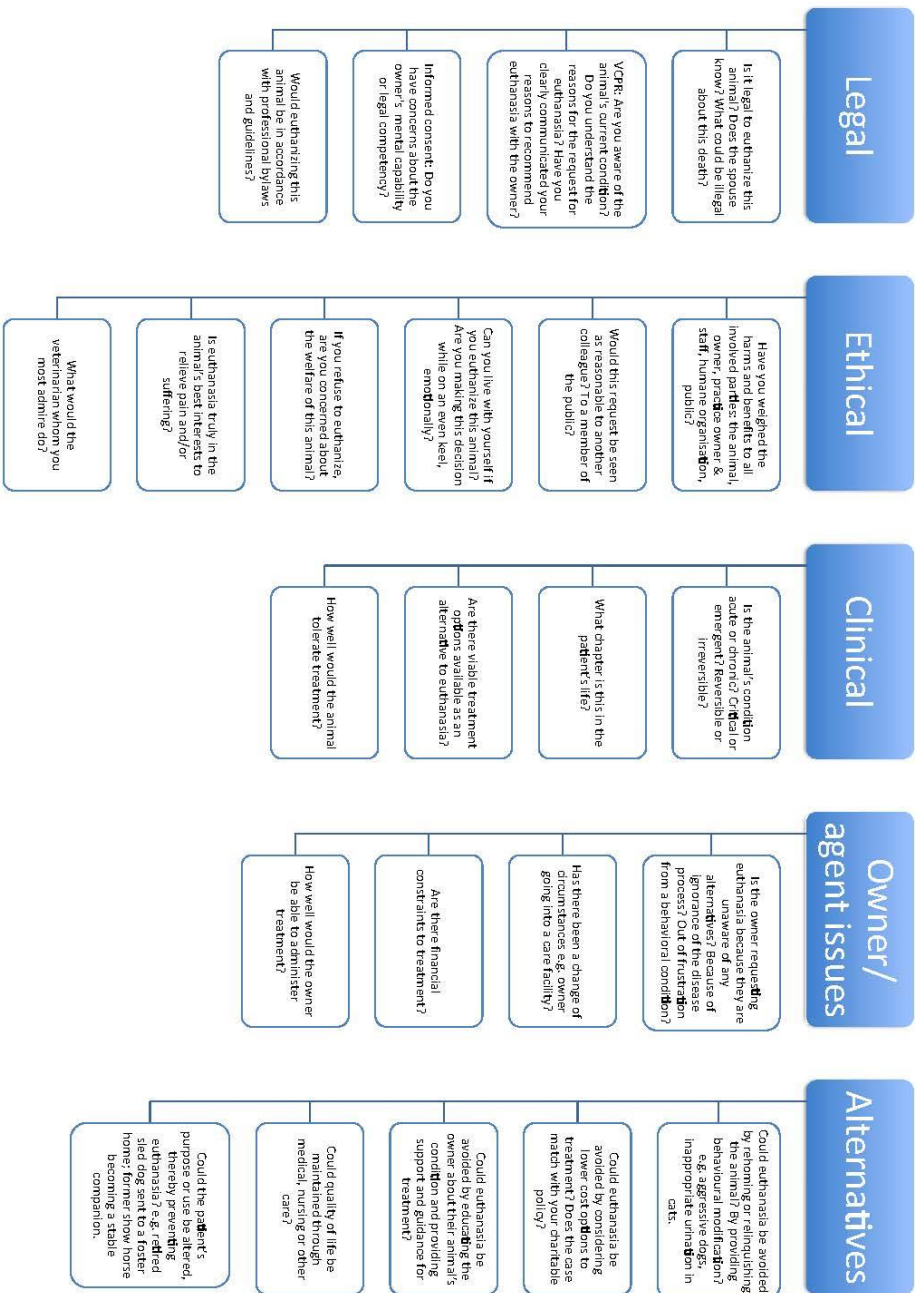 Legal
Is it legal to euthanize this
animal? Does the spouse
know? What could be illegal
about this death?
VCPR: Are you aware of the
animal's current condition?
Do you understand the
reasons for the request for
euthanasia? Have you
clearly communicated your
reasons to recommend
euthanasia with the owner?
Informed consent: Do you
have concerns about the
owner's mental capability
or legal competency?
Would euthanizing this
animal be in accordance
with professional bylaws
and guidelines?
Ethical
Have you weighed the
harms and benefits to all
involved parties: the animal,
owner, practice owner &
staff, humane organisation,
public?
Would this request be seen
as reasonable to another
colleague? To a member of
the public?
Can you live with yourself if
you euthanize this animal?
Are you making this decision
while on an even keel,
emotionally?
If you refuse to euthanize,
are you concerned about
the welfare of this animal?
Is euthanasia truly in the
animal's best interests to
relieve pain and/or
suffering?
What would the
veterinarian whom you
most admire do?
Clinical
Is the animal's condition
acute or chronic? Critical or
emergent? Reversible or
irreversible?
What chapter is this in the
patient's life?
Are there viable treatment
options available as an
alternative to euthanasia?
How well would the animal
tolerate treatment?
Owner/
agent issues
Is the owner requesting
euthanasia because they are
unaware of any
alternatives? Because of
ignorance of the disease
process? Out of frustration
from a behavioral condition?
Has there been a change of
circumstances e.g. owner
going into a care facility?
Are there financial
constraints to treatment?
How well would the owner
be able to administer
treatment?
Alternatives
Could euthanasia be avoided
by rehoming or relinquishing
the animal? By providing
behavioural modification?
e.g. aggressive dogs,
inappropriate urination in
cats.
Could euthanasia be
avoided by considering
lower cost options to
treatment? Does the case
match with your charitable
policy?
Could euthanasia be
avoided by educating the
owner about their animal's
condition and providing
support and guidance for
treatment?
Could quality of life be
maintained through
medical, nursing or other
care?
Could the patient's
purpose or use be altered,
thereby preventing
euthanasia? e.g. retired
sled dog sent to a foster
home; former show horse
becoming a stable
companion.